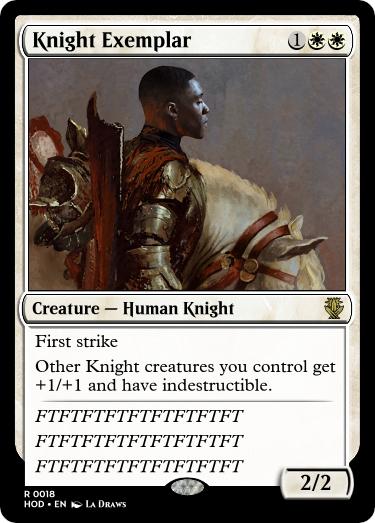 Knight Exemplar 1
Creature — Human Knight
First strike
Other Knight creatures you control get
+1/+1 and have indestructible.
FTFTFTFTFTFTFTFTFT
FTFTFTFTFTFTFTFTFT
FTFTFTFTFTFTFTFTFT
2/2
R 0018
HOD • EN La Draws